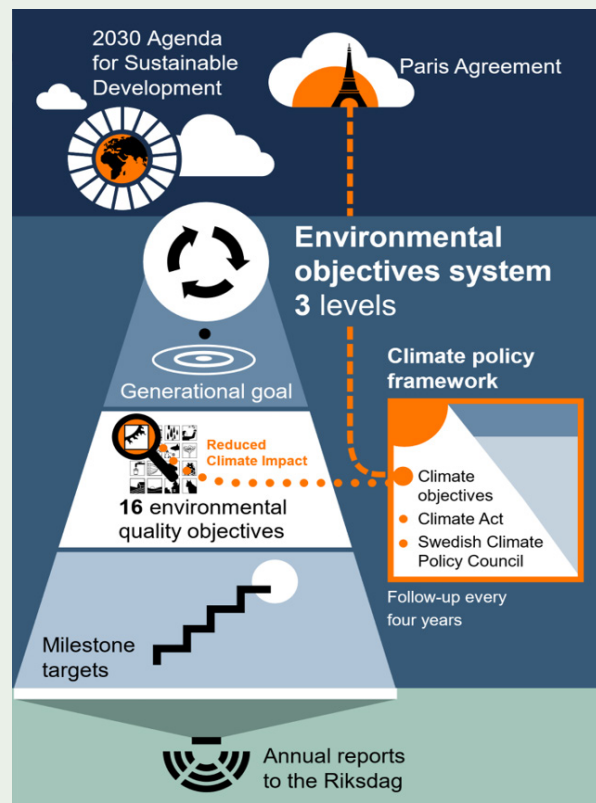 2030 Agenda
for Sustainable
Development
Paris Agreement
Environmental
objectives system
3 levels
Generational goal
Climate policy
framework
Reduced
Climate Impact
16 environmental
quality objectives
Climate
objectives
Climate Act
Swedish Climate
Policy Council
Follow-up every
four years
Milestone
targets
Annual reports
to the Riksdag